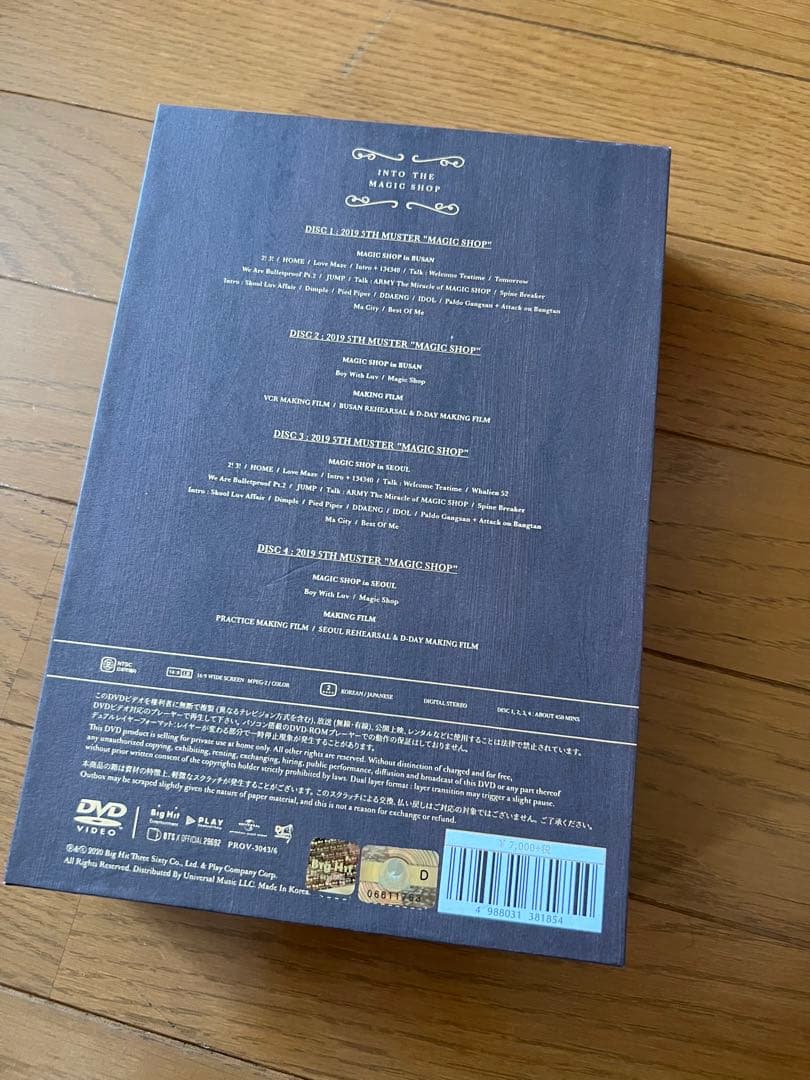 INTO THE
MAGIC SHOP
DISC 1 : 2019 5TH MUSTER "MAGIC SHOP"
MAGIC SHOP in BUSAN
2! 3! / HOME / Love Maze / Intro + 134340 / Talk : Welcome Teatime / Tomorrow
We Are Bulletproof Pt.2 / JUMP / Talk : ARMY The Miracle of MAGIC SHOP / Spine Breaker
Intro : Skool Luv Affair / Dimple / Pied Piper / DDAENG / IDOL / Paldo Gangsan + Attack on Bangtan
Ma City / Best Of Me
DISC 2 : 2019 5TH MUSTER "MAGIC SHOP"
MAGIC SHOP in BUSAN
Boy With Luv / Magic Shop
MAKING FILM
VCR MAKING FILM / BUSAN REHEARSAL & D-DAY MAKING FILM
DISC 3 : 2019 5TH MUSTER "MAGIC SHOP"
MAGIC SHOP in SEOUL
2! 3! / HOME / Love Maze / Intro + 134340 / Talk : Welcome Teatime / Whalien 52
We Are Bulletproof Pt.2 / JUMP / Talk : ARMY The Miracle of MAGIC SHOP / Spine Breaker
Intro : Skool Luv Affair / Dimple / Pied Piper / DDAENG / IDOL / Paldo Gangsan + Attack on Bangtan
Ma City / Best Of Me
DISC 4 : 2019 5TH MUSTER "MAGIC SHOP"
MAGIC SHOP in SEOUL
Boy With Luv / Magic Shop
MAKING FILM
PRACTICE MAKING FILM / SEOUL REHEARSAL & D-DAY MAKING FILM
NTSC
日本市場向
16:9 LB 16:9 WIDE SCREEN MPEG-2 / COLOR 2 KOREAN / JAPANESE DIGITAL STEREO DISC 1, 2, 3, 4 : ABOUT 450 MINS
このDVDビデオを権利者に無断で複製（異なるテレビジョン方式を含む）、放送（無線・有線）、公開上映、レンタルなどに使用することは法律で禁止されています。
DVDビデオ対応のプレーヤーで再生して下さい。パソコン搭載のDVD-ROMプレーヤーでの動作の保証はしておりません。
デュアルレイヤーフォーマット：レイヤーが変わる部分で一時停止現象が発生することがあります。
This DVD product is selling for private use at home only. All other rights are reserved. Without distinction of charged and for free,
any unauthorized copying, exhibiting, renting, exchanging, hiring, public performance, diffusion and broadcast of this DVD or any part thereof
without prior written consent of the copyrights holder strictly prohibited by laws. Dual layer format : layer transition may trigger a slight pause.
本商品の箱は資材の特徴上、軽微なスクラッチが発生することがございます。このスクラッチによる交換、払い戻しはご対応の対象ではございません。ご了承ください。
Outbox may be scraped slightly given the nature of paper material, and this is not a reason for exchange or refund.
DVD
VIDEO
Big Hit
Entertainment
PLAY
UNIVERSAL
BTS / OFFICIAL 29692 PROV-3043/6
℗&© 2020 Big Hit Three Sixty Co., Ltd. & Play Company Corp.
All Rights Reserved. Distributed By Universal Music LLC. Made In Korea.
Big Hit
D
¥7,000+税
4 988031 381854